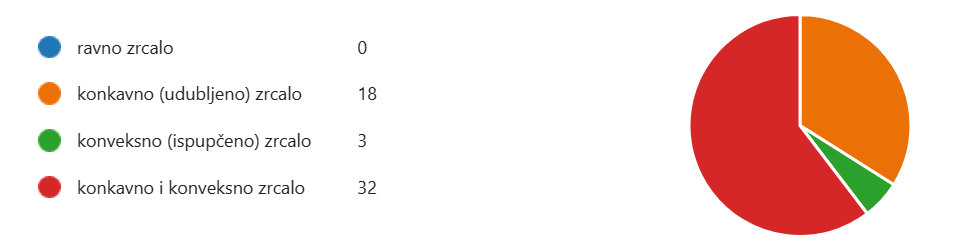 ravno zrcalo 0
konkavno (udubljeno) zrcalo 18
konveksno (ispupčeno) zrcalo 3
konkavno i konveksno zrcalo 32